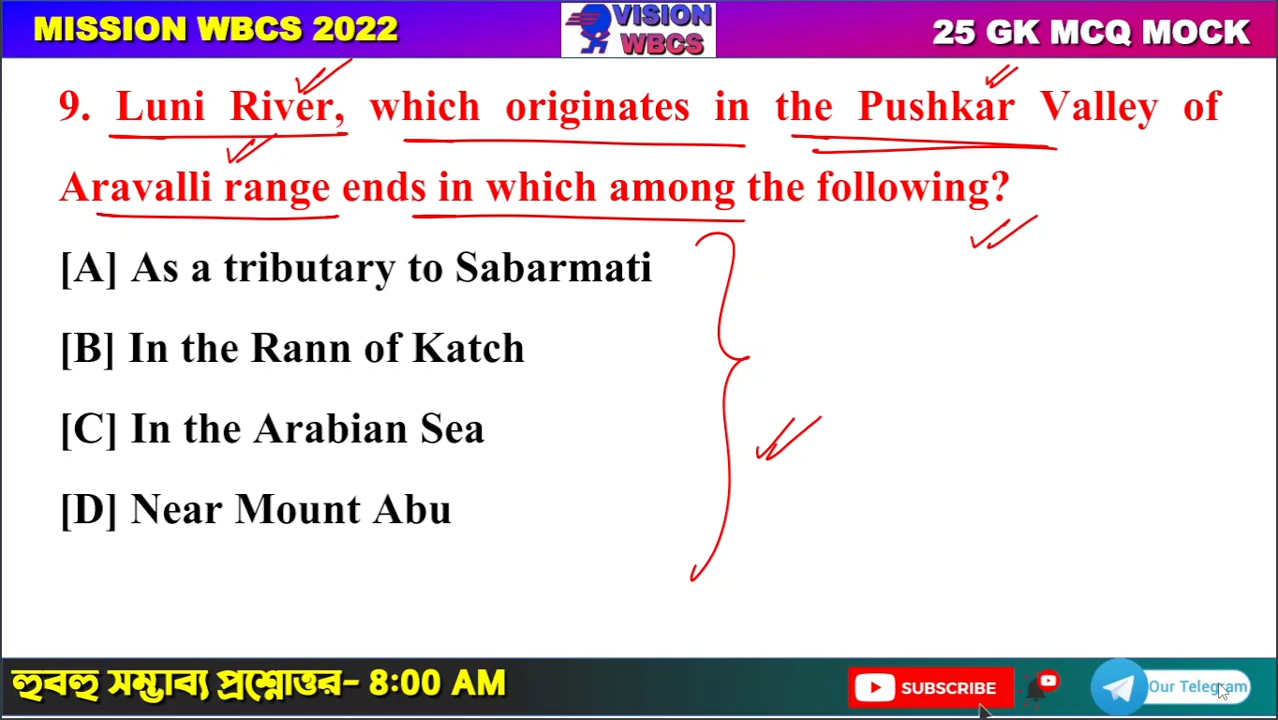 MISSION WBCS 2022
VISION
WBCS
25 GK MCQ MOCK
9. Luni River, which originates in the Pushkar Valley of
Aravalli range ends in which among the following?
[A] As a tributary to Sabarmati
[B] In the Rann of Katch
[C] In the Arabian Sea
[D] Near Mount Abu
হুবহু সম্ভাব্য প্রশ্নোত্তর- 8:00 AM
SUBSCRIBE
Our Telegram